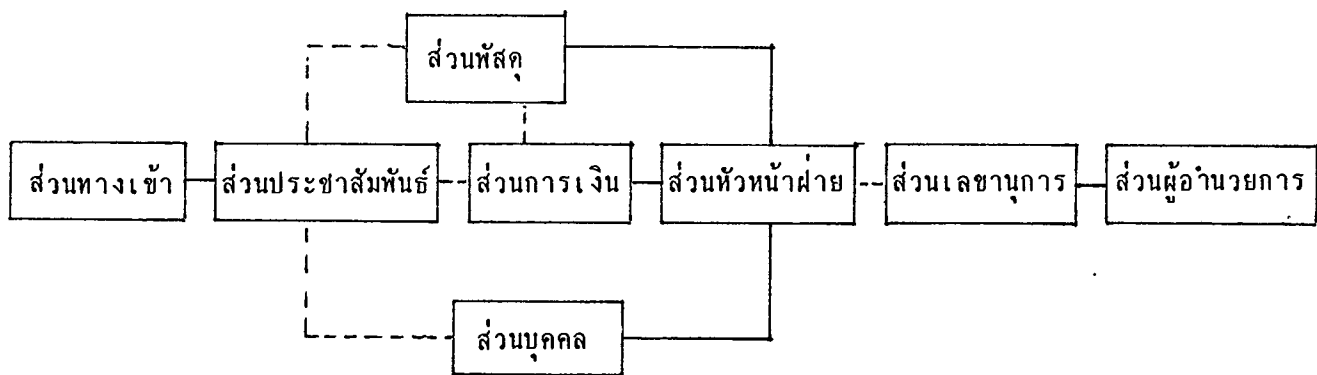 ส่วนพัสดุ
ส่วนทางเข้า ส่วนประชาสัมพันธ์ ส่วนการเงิน ส่วนหัวหน้าฝ่าย ส่วนเลขานุการ ส่วนผู้อำนวยการ
ส่วนบุคคล